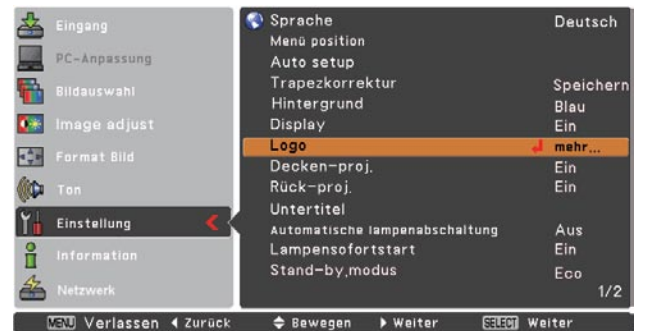 Eingang
PC-Anpassung
Bildauswahl
Image adjust
Format Bild
Ton
Einstellung
Information
Netzwerk
Sprache Deutsch
Menü position
Auto setup
Trapezkorrektur Speichern
Hintergrund Blau
Display Ein
Logo mehr...
Decken-proj. Ein
Rück-proj. Ein
Untertitel
Automatische lampenabschaltung Aus
Lampensofortstart Ein
Stand-by,modus Eco
1/2
MENU Verlassen Zurück Bewegen Weiter SELECT Weiter